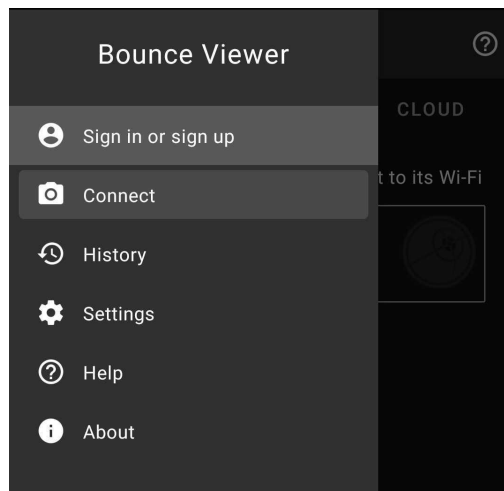 Bounce Viewer
CLOUD
Sign in or sign up
t to its Wi-Fi
Connect
History
Settings
Help
About